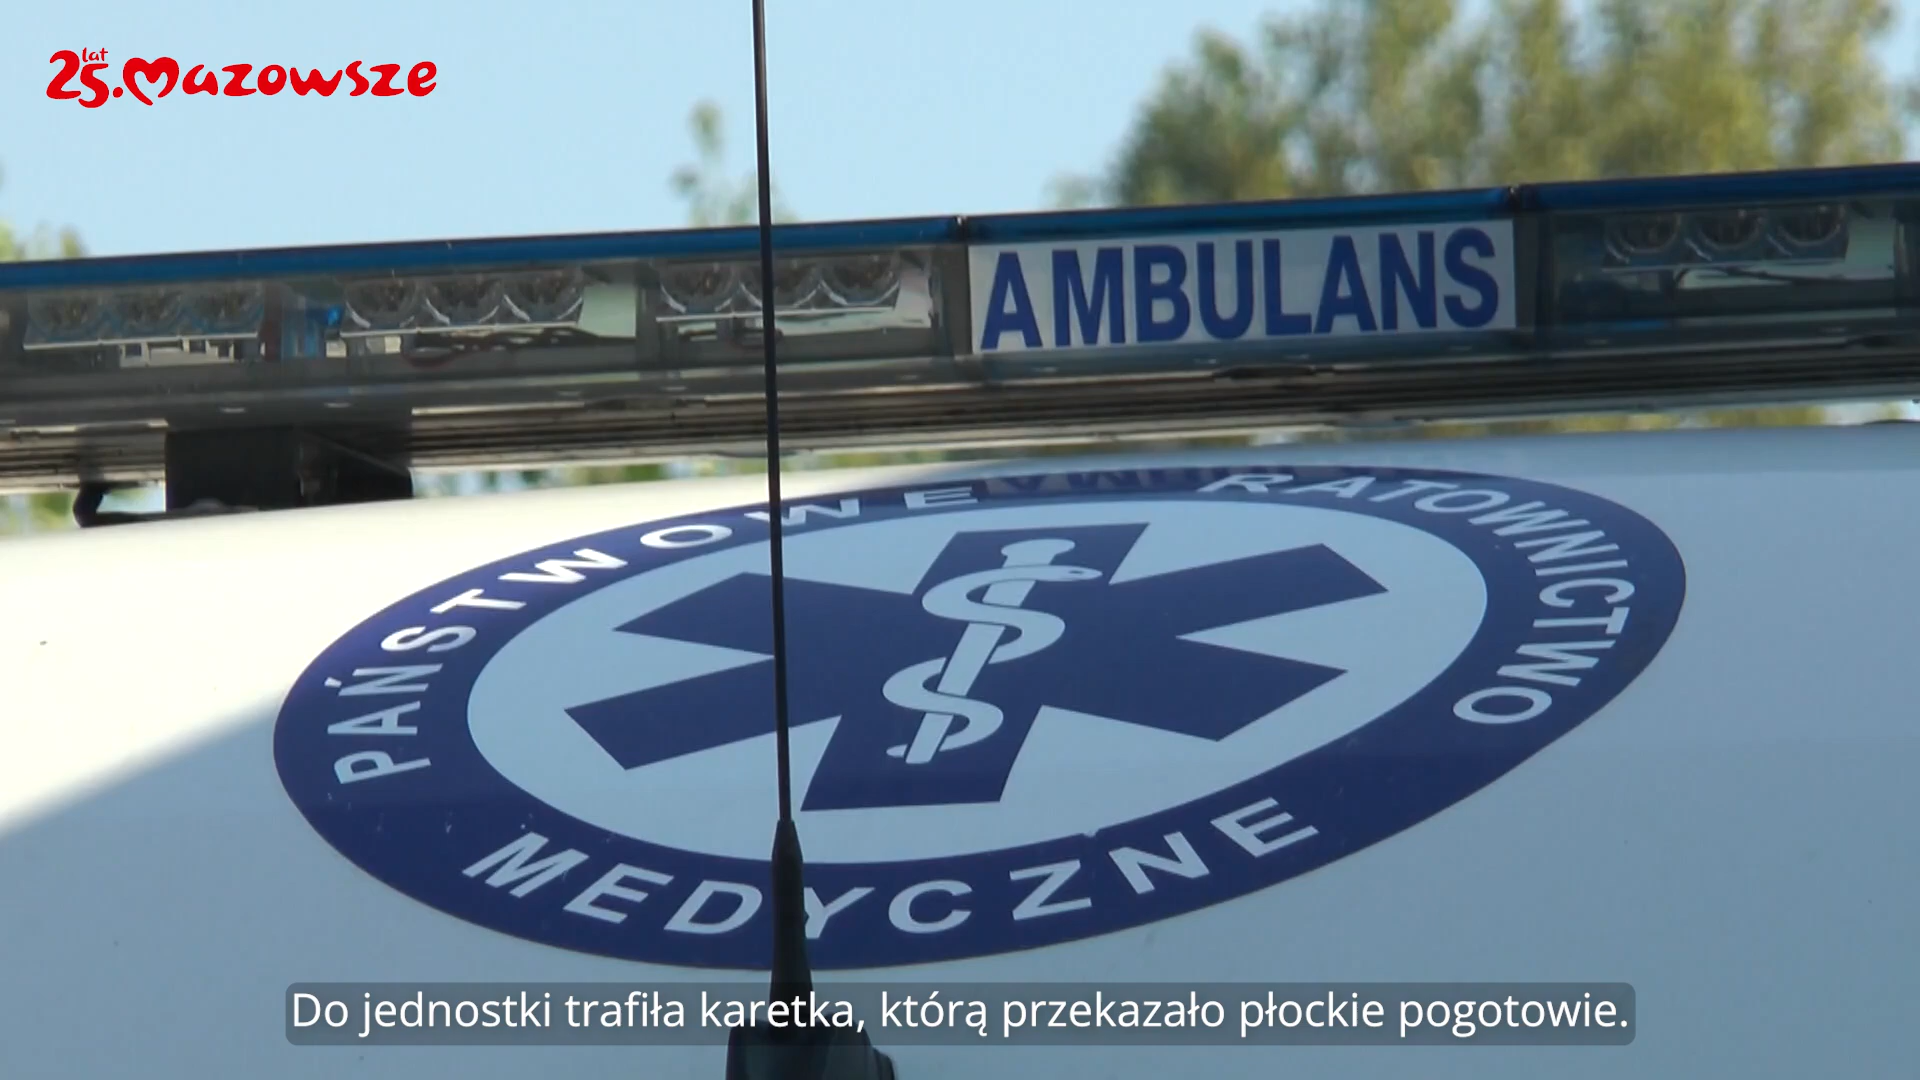 25 lat.Mazowsze
AMBULANS
PAŃSTWOWE RATOWNICTWO
MEDYCZNE
Do jednostki trafiła karetka, którą przekazało płockie pogotowie.